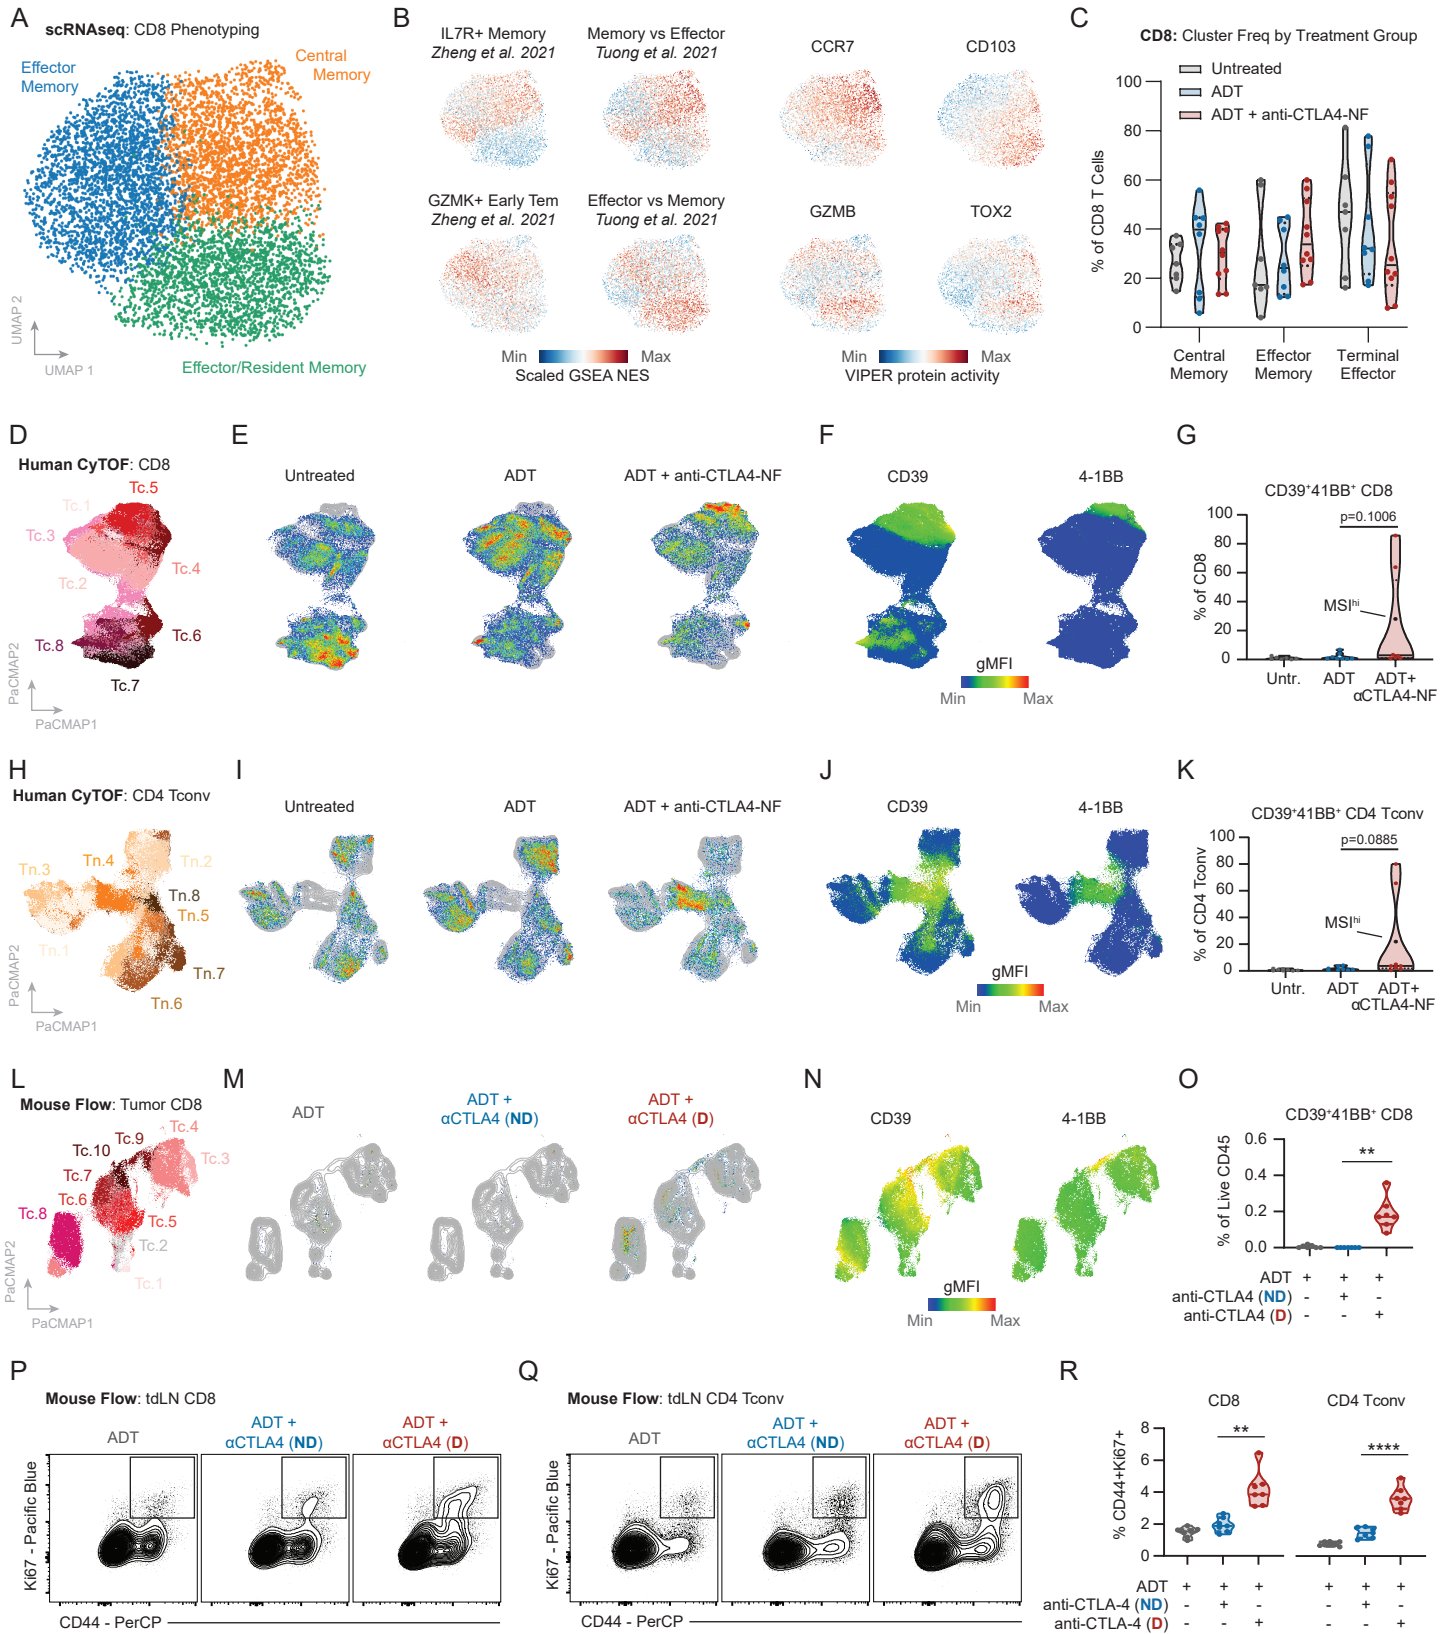 A
scRNAseq: CD8 Phenotyping
Effector
Memory
Central
Memory
Effector/Resident Memory
UMAP 2
UMAP 1
B
IL7R+ Memory
Zheng et al. 2021
Memory vs Effector
Tuong et al. 2021
CCR7
CD103
GZMK+ Early Tem
Zheng et al. 2021
Effector vs Memory
Tuong et al. 2021
GZMB
TOX2
Min
Max
Scaled GSEA NES
Min
Max
VIPER protein activity
C
CD8: Cluster Freq by Treatment Group
Untreated
ADT
ADT + anti-CTLA4-NF
% of CD8 T Cells
100
80
60
40
20
0
Central
Memory
Effector
Memory
Terminal
Effector
D
Human CyTOF: CD8
Tc.5
Tc.1
Tc.3
Tc.4
Tc.2
Tc.6
Tc.8
Tc.7
PaCMAP2
PaCMAP1
E
Untreated
ADT
ADT + anti-CTLA4-NF
F
CD39
4-1BB
gMFI
Min
Max
G
CD39⁺41BB⁺ CD8
p=0.1006
MSIʰⁱ
% of CD8
100
80
60
40
20
0
Untr.
ADT
ADT+
αCTLA4-NF
H
Human CyTOF: CD4 Tconv
Tn.3
Tn.4
Tn.2
Tn.8
Tn.5
Tn.1
Tn.7
Tn.6
PaCMAP2
PaCMAP1
I
Untreated
ADT
ADT + anti-CTLA4-NF
J
CD39
4-1BB
gMFI
Min
Max
K
CD39⁺41BB⁺ CD4 Tconv
p=0.0885
MSIʰⁱ
% of CD4 Tconv
100
80
60
40
20
0
Untr.
ADT
ADT+
αCTLA4-NF
L
Mouse Flow: Tumor CD8
Tc.4
Tc.9
Tc.10
Tc.3
Tc.7
Tc.6
Tc.8
Tc.5
Tc.2
Tc.1
PaCMAP2
PaCMAP1
M
ADT
ADT +
αCTLA4 (ND)
ADT +
αCTLA4 (D)
N
CD39
4-1BB
gMFI
Min
Max
O
CD39⁺41BB⁺ CD8
**
% of Live CD45
0.6
0.4
0.2
0.0
ADT + + +
anti-CTLA4 (ND) - + -
anti-CTLA4 (D) - - +
P
Mouse Flow: tdLN CD8
ADT
ADT +
αCTLA4 (ND)
ADT +
αCTLA4 (D)
Ki67 - Pacific Blue
CD44 - PerCP
Q
Mouse Flow: tdLN CD4 Tconv
ADT
ADT +
αCTLA4 (ND)
ADT +
αCTLA4 (D)
Ki67 - Pacific Blue
CD44 - PerCP
R
CD8
CD4 Tconv
**
****
% CD44+Ki67+
8
6
4
2
0
ADT + + + + + +
anti-CTLA-4 (ND) - + - - + -
anti-CTLA-4 (D) - - + - - +